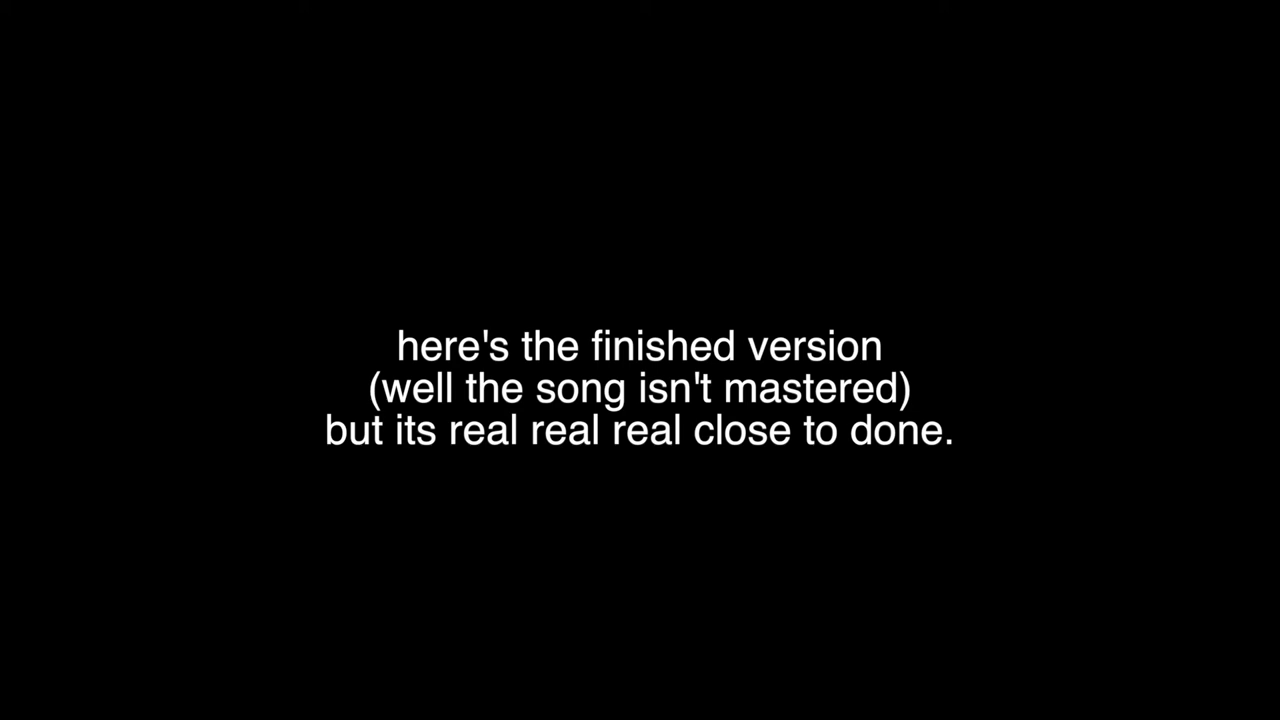 here's the finished version
(well the song isn't mastered)
but its real real real close to done.